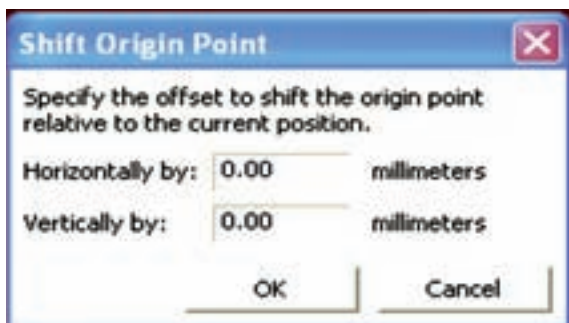 Shift Origin Point
Specify the offset to shift the origin point
relative to the current position.
Horizontally by: 0.00 millimeters
Vertically by: 0.00 millimeters
OK Cancel